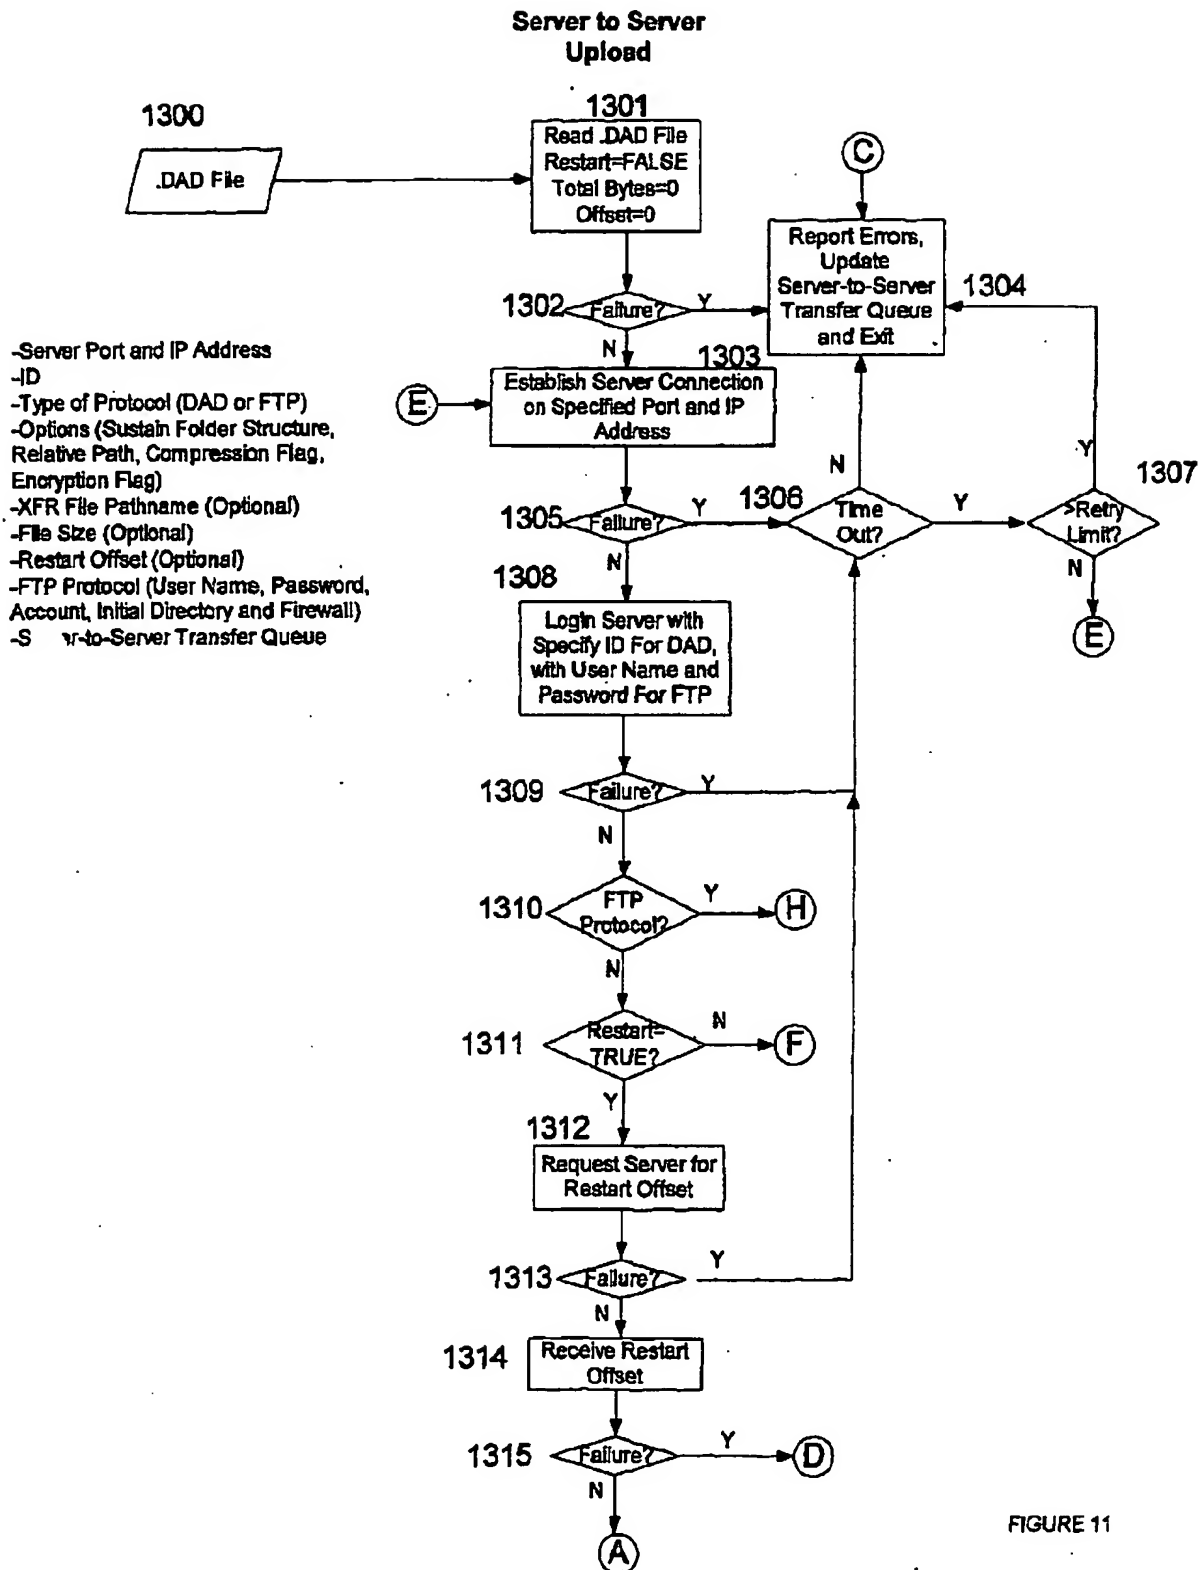 Server to Server
Upload
1300
.DAD File
1301
Read .DAD File
Restart=FALSE
Total Bytes=0
Offset=0
C
Report Errors,
Update
Server-to-Server
Transfer Queue
and Exit
1304
1302
Failure?
Y
N
1303
-Server Port and IP Address
-ID
-Type of Protocol (DAD or FTP)
-Options (Sustain Folder Structure,
Relative Path, Compression Flag,
Encryption Flag)
-XFR File Pathname (Optional)
-File Size (Optional)
-Restart Offset (Optional)
-FTP Protocol (User Name, Password,
Account, Initial Directory and Firewall)
-to-Server Transfer Queue
E
Establish Server Connection
on Specified Port and IP
Address
1305
Failure?
Y
N
1306
Time
Out?
N
Y
1307
>Retry
Limit?
Y
N
E
1308
Login Server with
Specify ID For DAD,
with User Name and
Password For FTP
1309
Failure?
Y
N
1310
FTP
Protocol?
Y
H
N
1311
Restart=
TRUE?
N
F
Y
1312
Request Server for
Restart Offset
1313
Failure?
Y
N
1314
Receive Restart
Offset
1315
Failure?
Y
D
N
A
FIGURE 11